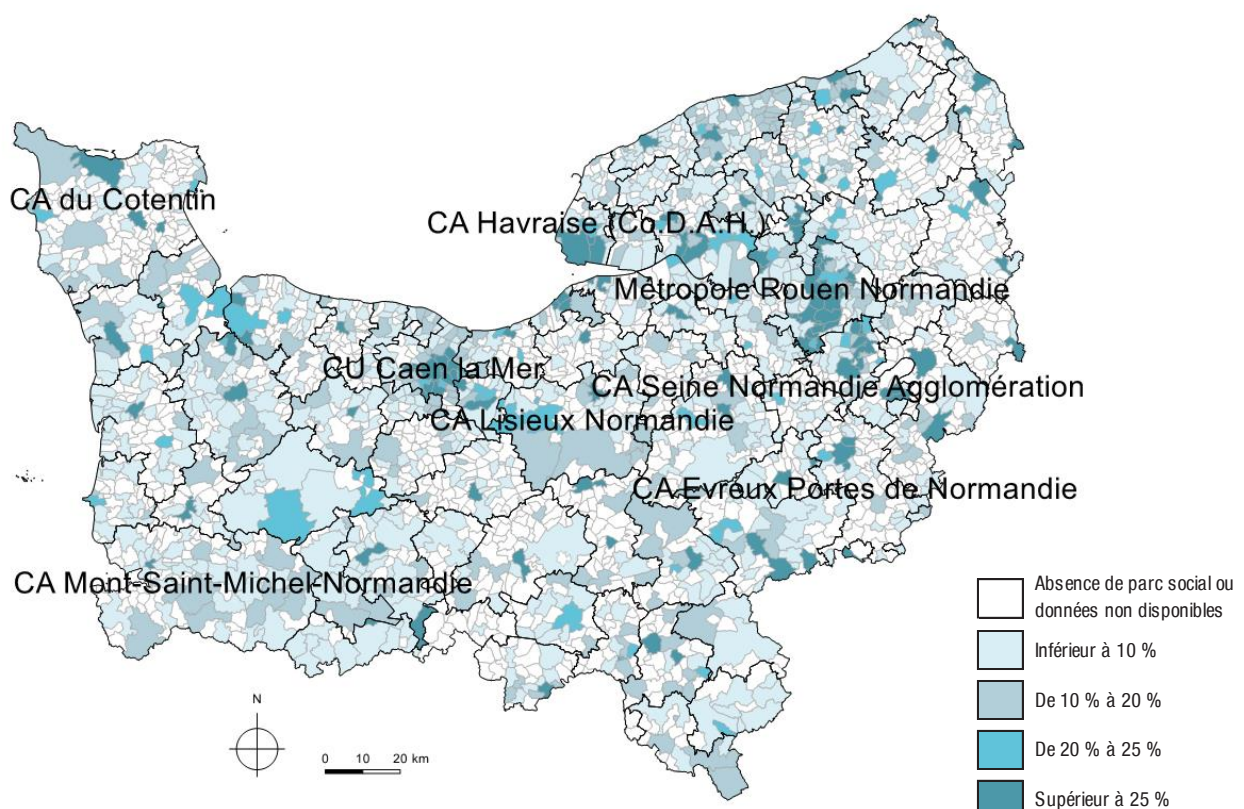 CA du Cotentin
CA Havraise (Co.D.A.H.)
Métropole Rouen Normandie
CU Caen la Mer
CA Seine Normandie Agglomération
CA Lisieux Normandie
CA Evreux Portes de Normandie
CA Mont-Saint-Michel-Normandie
N
0 10 20 km
Absence de parc social ou
données non disponibles
Inférieur à 10 %
De 10 % à 20 %
De 20 % à 25 %
Supérieur à 25 %